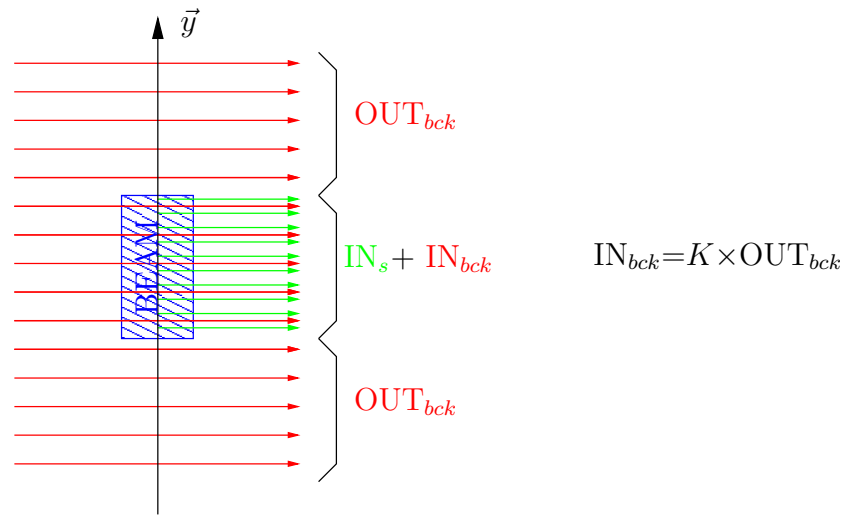 y⃗
OUT_bck
BEAM
IN_s + IN_bck
IN_bck=K×OUT_bck
OUT_bck